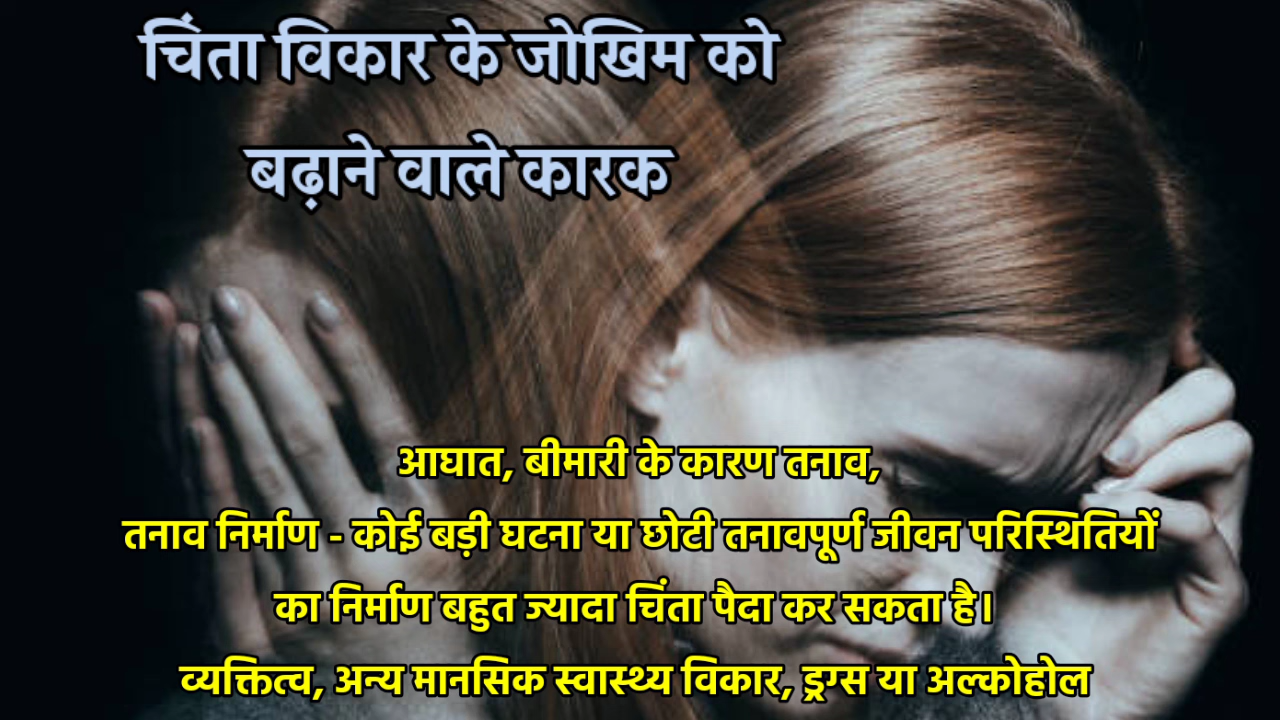 चिंता विकार के जोखिम को
बढ़ाने वाले कारक
आघात, बीमारी के कारण तनाव,
तनाव निर्माण - कोई बड़ी घटना या छोटी तनावपूर्ण जीवन परिस्थितियों
का निर्माण बहुत ज्यादा चिंता पैदा कर सकता है।
व्यक्तित्व, अन्य मानसिक स्वास्थ्य विकार, ड्रग्स या अल्कोहोल